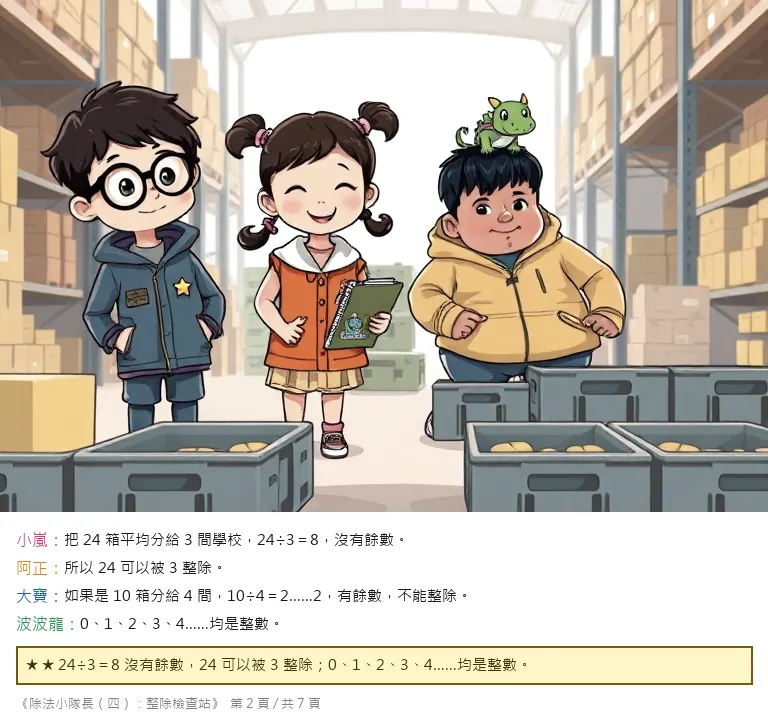 小嵐：把 24 箱平均分給 3 間學校，24÷3＝8，沒有餘數。
阿正：所以 24 可以被 3 整除。
大寶：如果是 10 箱分給 4 間，10÷4＝2……2，有餘數，不能整除。
波波龍：0、1、2、3、4……均是整數。
★★24÷3＝8 沒有餘數，24 可以被 3 整除；0、1、2、3、4……均是整數。
《除法小隊長（四）：整除檢查站》 第 2 頁 / 共 7 頁